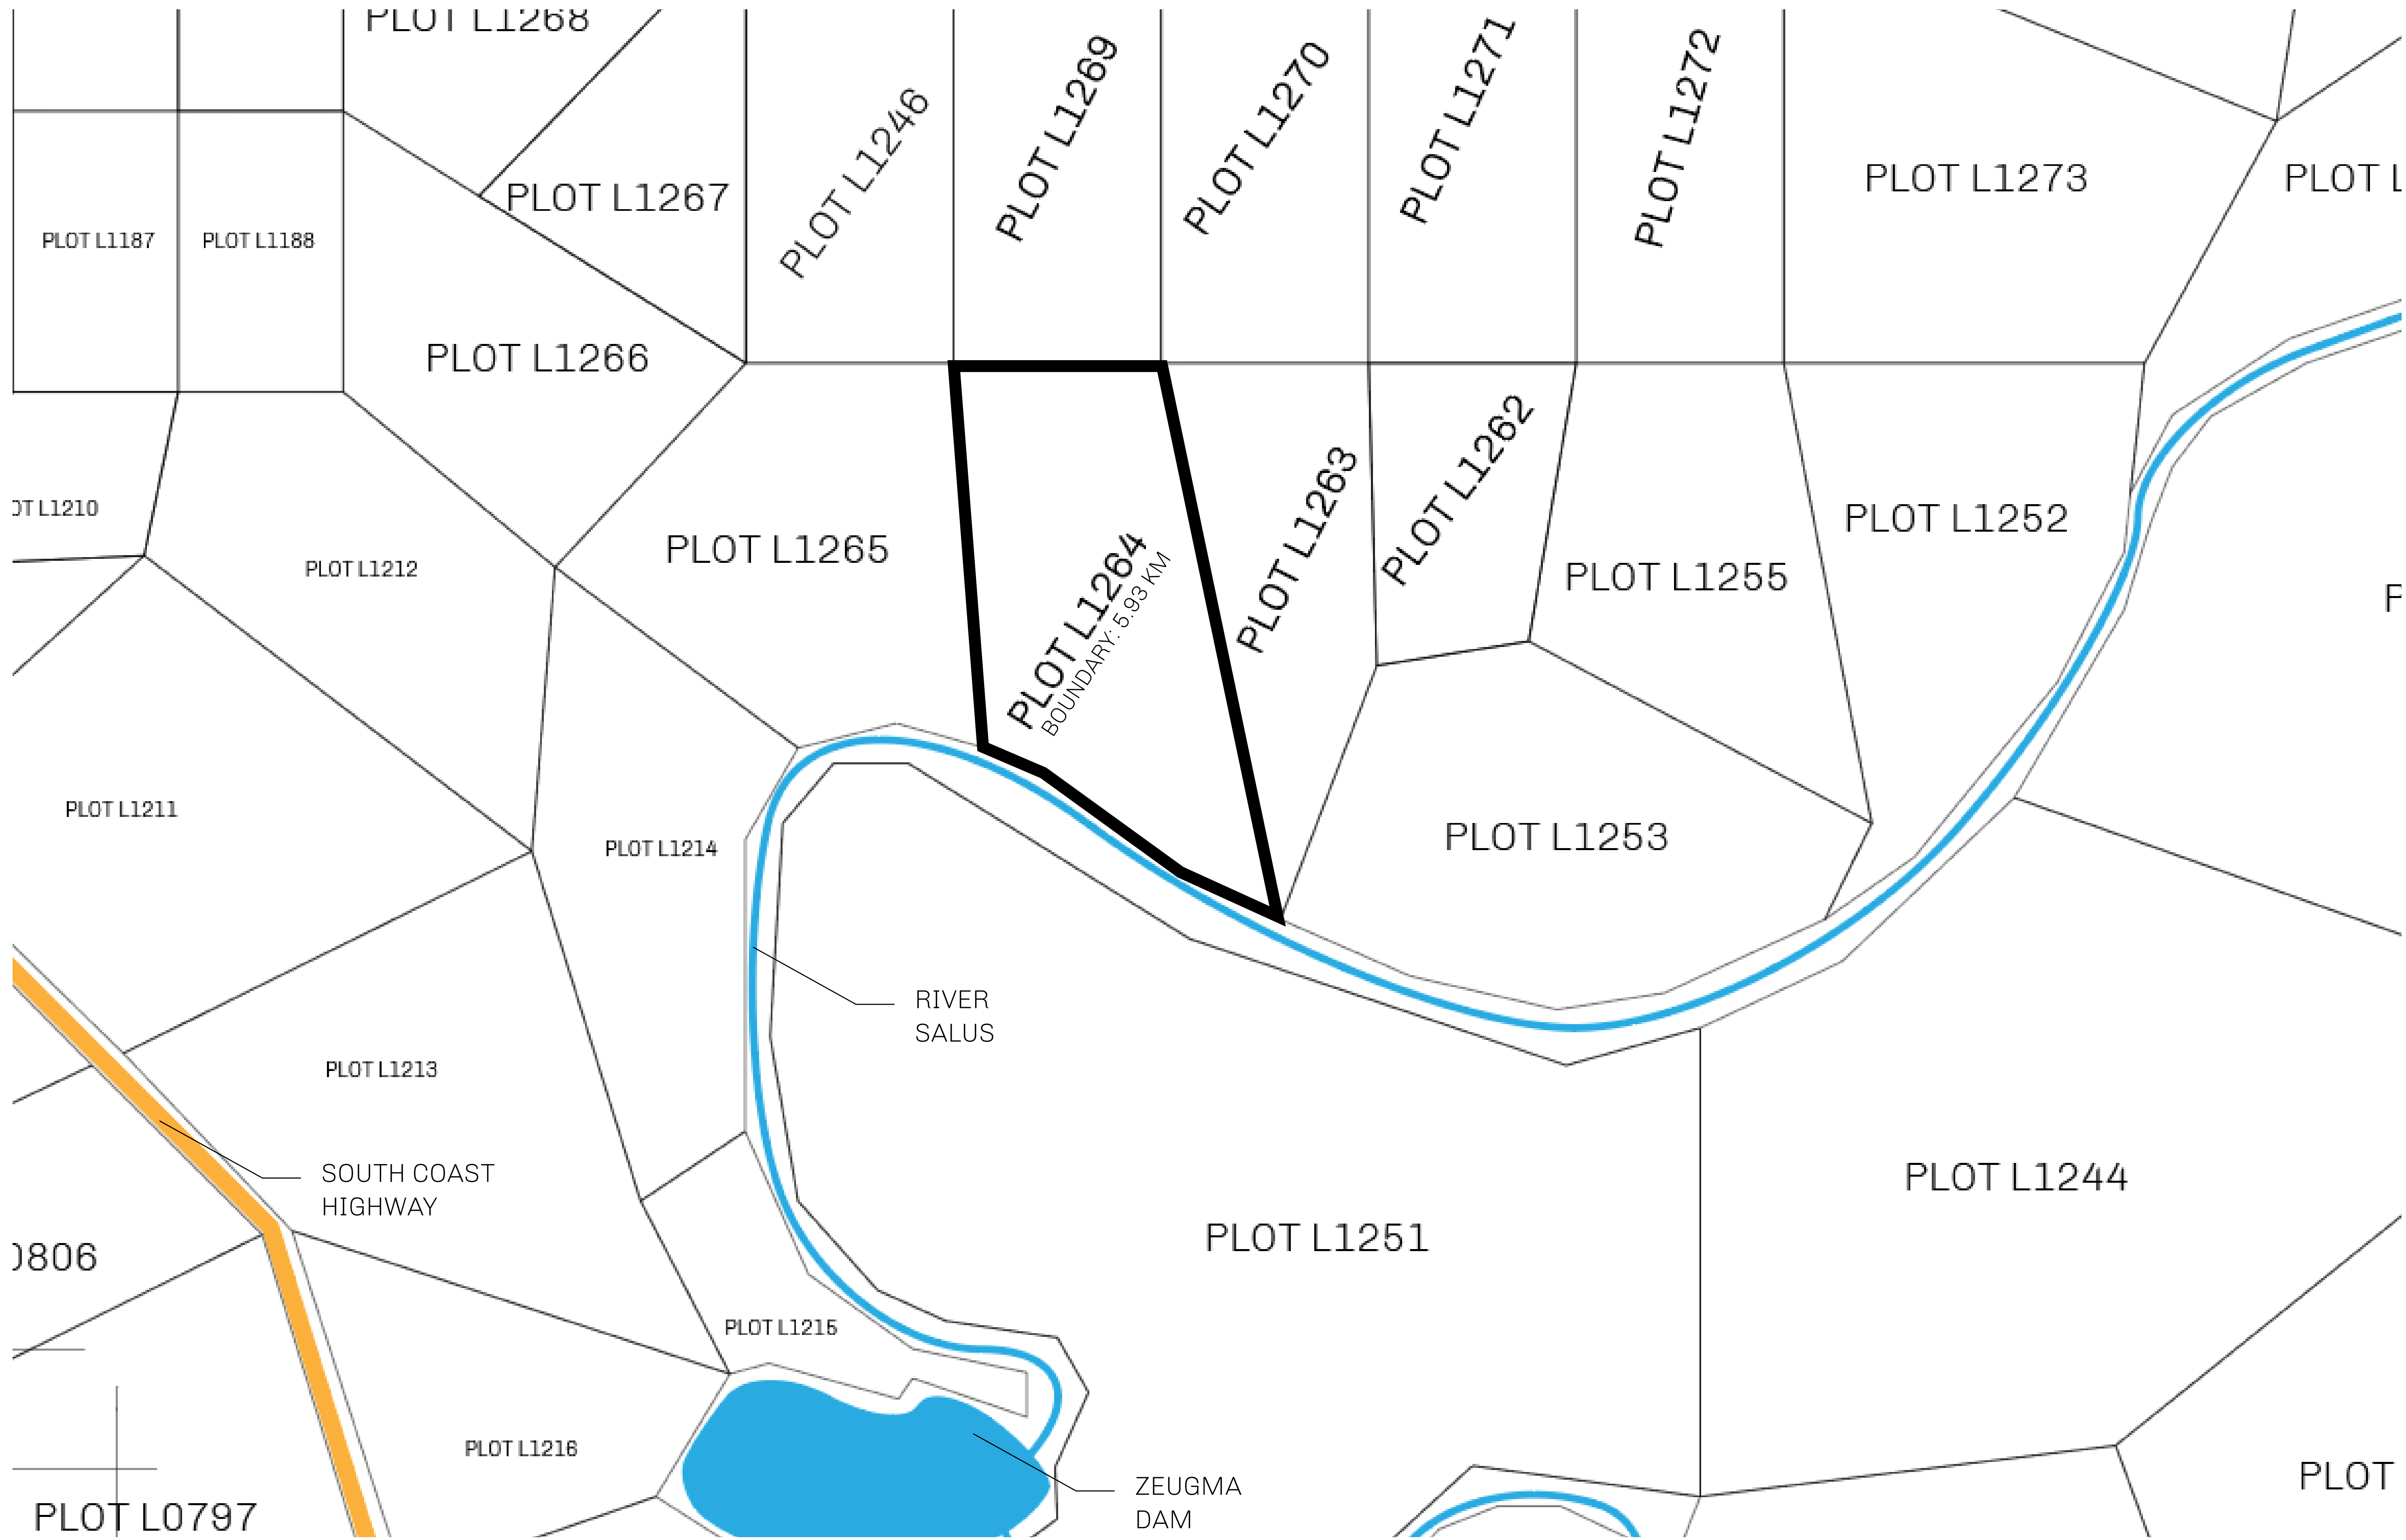 PLOT L1268
PLOT L1269
PLOT L1270
PLOT L1271
PLOT L1272
PLOT L1246
PLOT L1267
PLOT L1273
PLOT L
PLOT L1187
PLOT L1188
PLOT L1266
PLOT L1262
PLOT L1263
PLOT L1252
OT L1210
PLOT L1265
PLOT L1212
PLOT L1255
P
PLOT L1264
BOUNDARY: 5.93 KM
PLOT L1211
PLOT L1214
PLOT L1253
RIVER
SALUS
PLOT L1213
SOUTH COAST
HIGHWAY
PLOT L1244
PLOT L1251
0806
PLOT L1215
PLOT L1216
PLOT
ZEUGMA
DAM
PLOT L0797